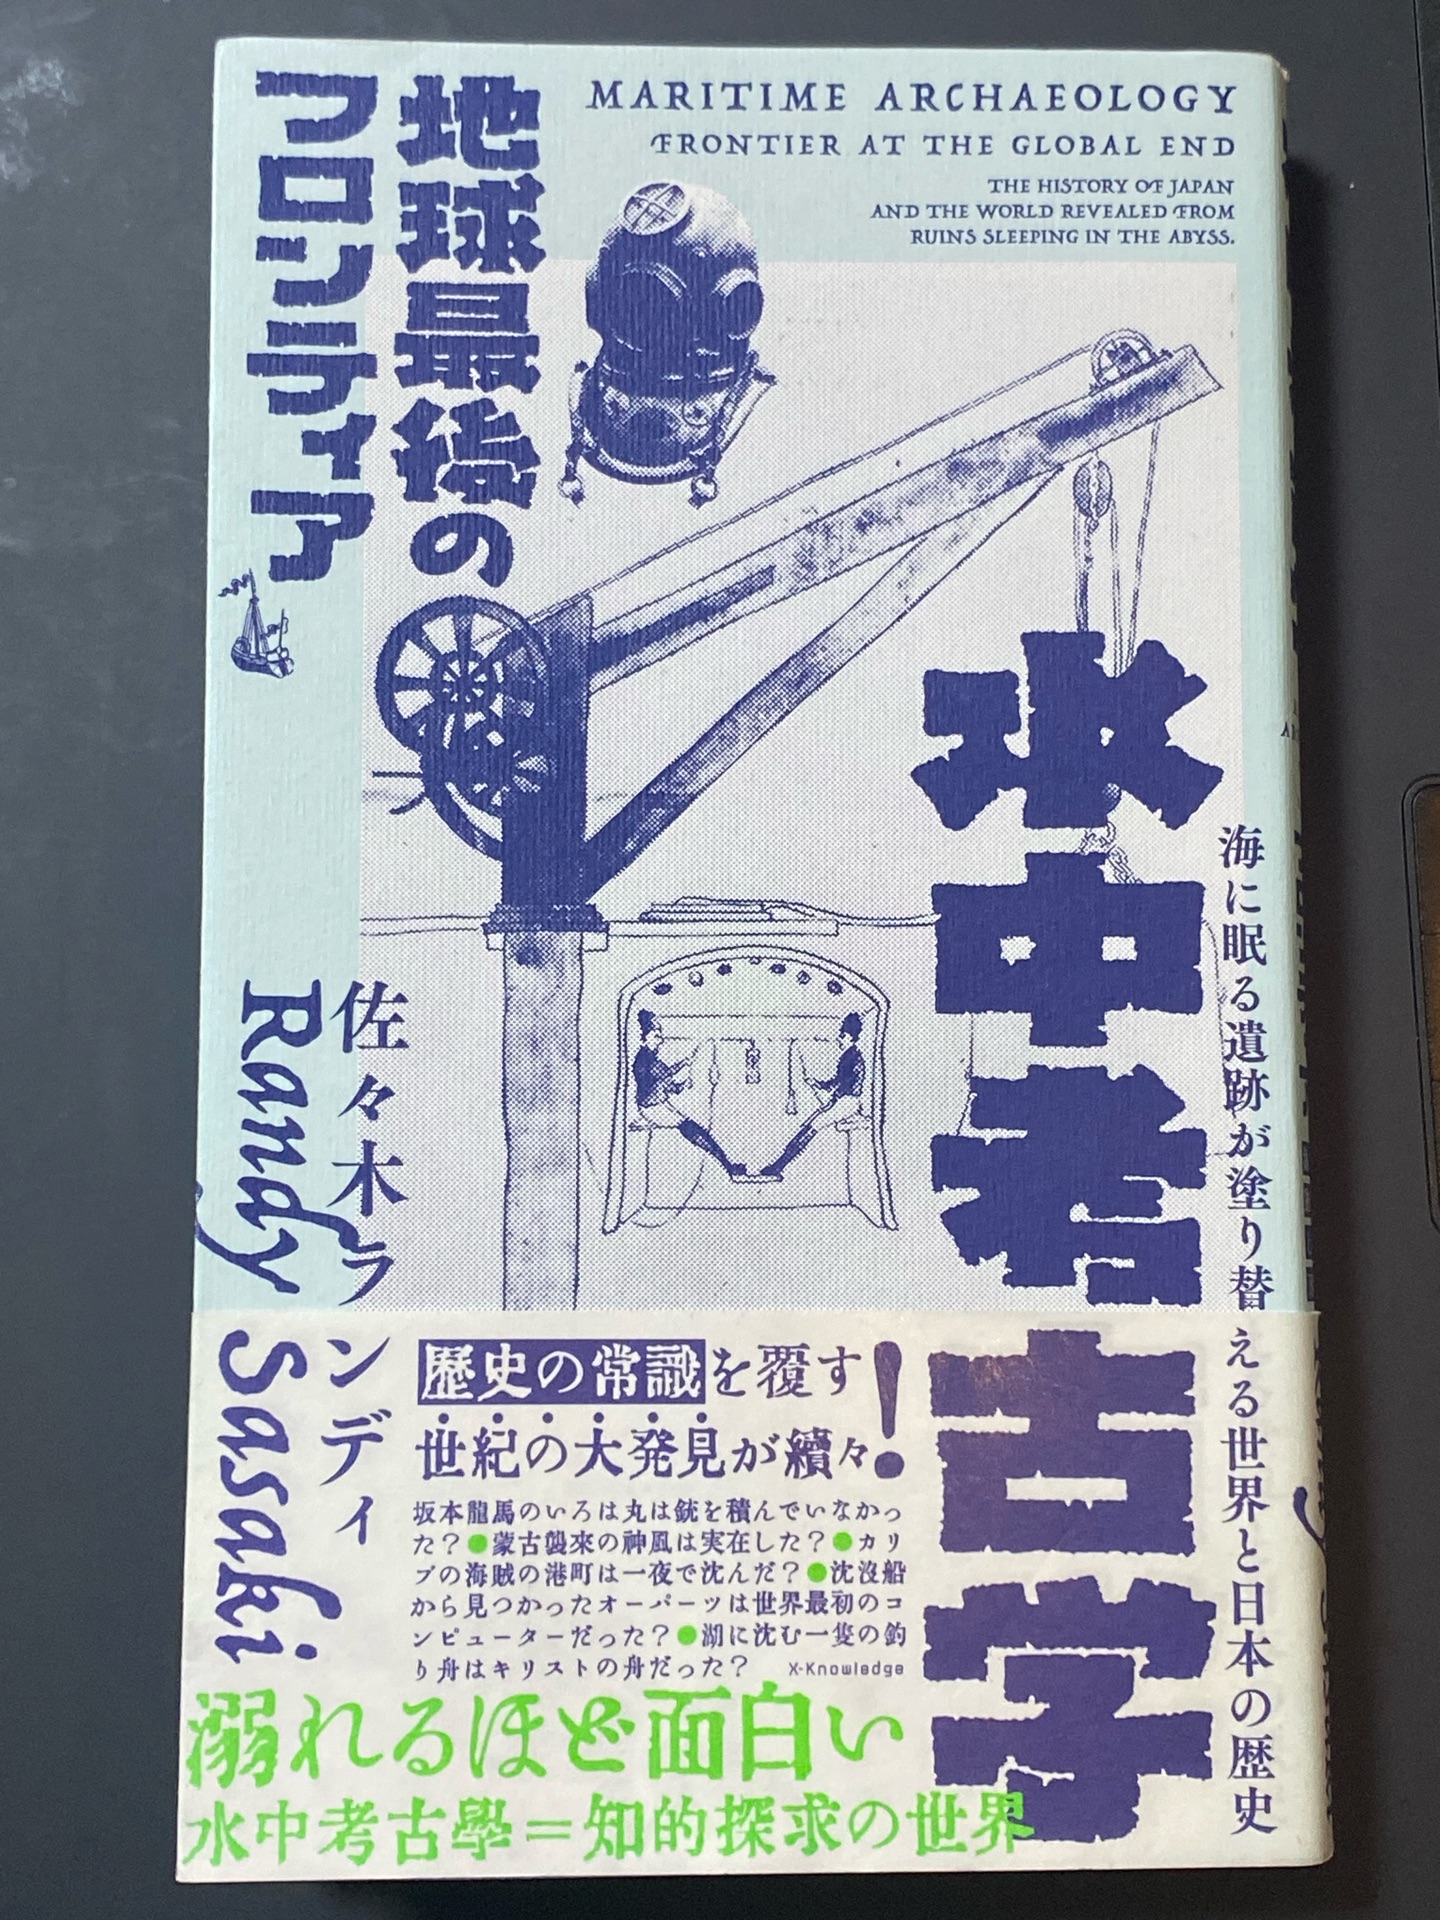 MARITIME ARCHAEOLOGY
FRONTIER AT THE GLOBAL END
THE HISTORY OF JAPAN
AND THE WORLD REVEALED FROM
RUINS SLEEPING IN THE ABYSS.
地球最後の
フロンティア
海に眠る遺跡が塗り替える世界と日本の歴史
水中考古学
佐々木ランディ
Randy Sasaki
歴史の常識を覆す
世紀の大発見が續々!
坂本龍馬のいろは丸は銃を積んでいなかっ
た?●蒙古襲来の神風は実在した?●カリ
ブの海賊の港町は一夜で沈んだ?●沈没船
から見つかったオーパーツは世界最初のコ
ンピューターだった?●湖に沈む一隻の釣
り舟はキリストの舟だった?
X-Knowledge
溺れるほど面白い
水中考古學=知的探求の世界